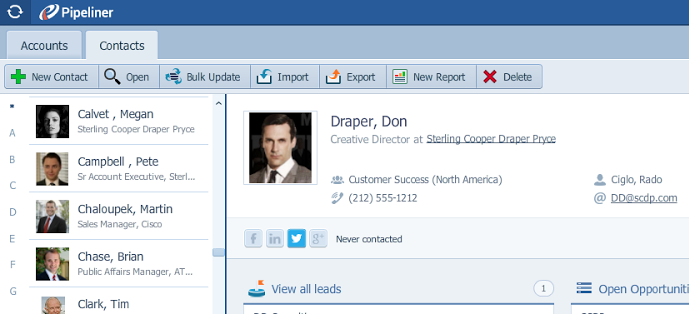 Pipeliner
Accounts
Contacts
New Contact
Open
Bulk Update
Import
Export
New Report
Delete
A
B
C
D
E
F
G
Calvet , Megan
Sterling Cooper Draper Pryce
Campbell , Pete
Sr Account Executive, Sterl...
Chaloupek, Martin
Sales Manager, Cisco
Chase, Brian
Public Affairs Manager, AT...
Clark, Tim
Draper, Don
Creative Director at Sterling Cooper Draper Pryce
Customer Success (North America)
Ciglo, Rado
(212) 555-1212
@ DD@scdp.com
f in g+
Never contacted
View all leads
1
Open Opportuniti